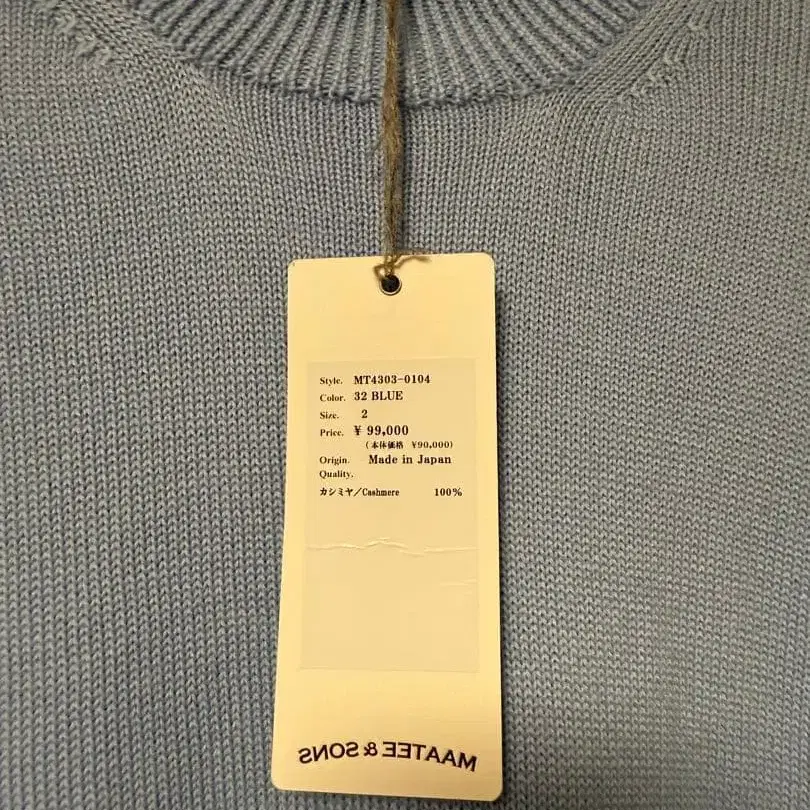 Style. MT4303-0104
Color. 32 BLUE
Size. 2
Price. ¥ 99,000
(本体価格 ¥90,000)
Origin. Made in Japan
Quality.
カシミヤ/Cashmere 100%
MAATEE & SONS